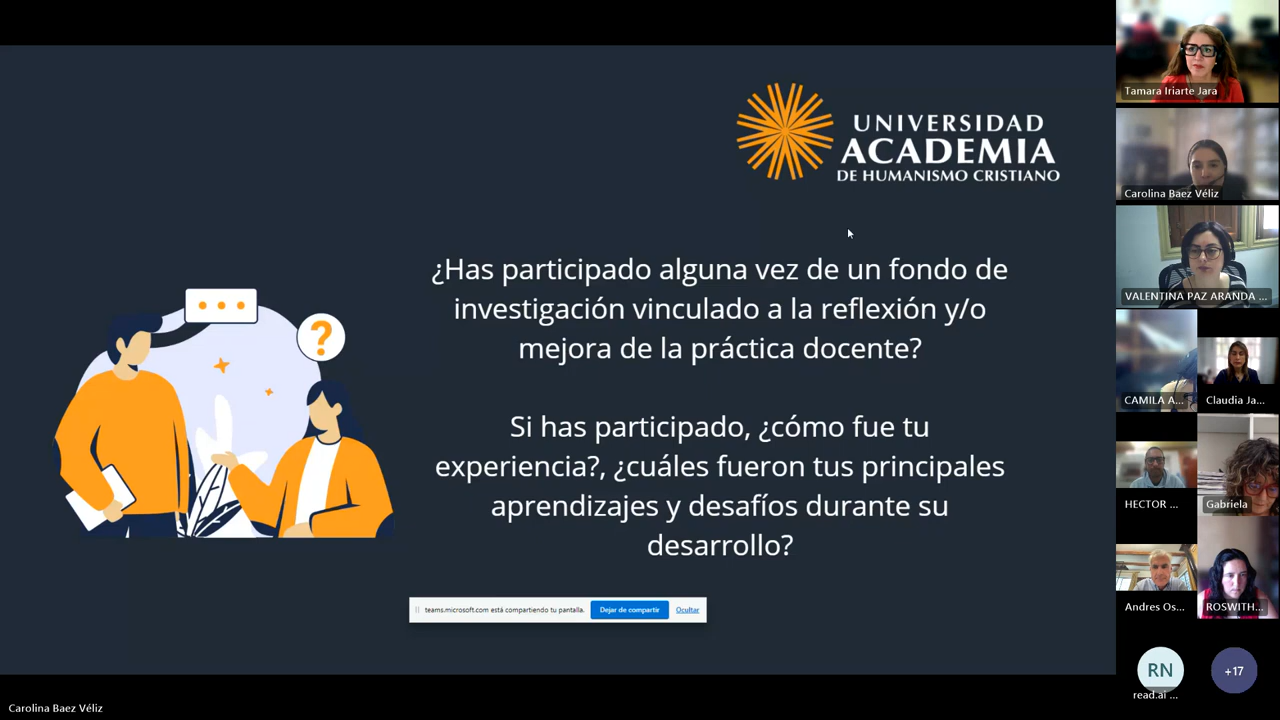 UNIVERSIDAD
ACADEMIA
DE HUMANISMO CRISTIANO
¿Has participado alguna vez de un fondo de
investigación vinculado a la reflexión y/o
mejora de la práctica docente?
Si has participado, ¿cómo fue tu
experiencia?, ¿cuáles fueron tus principales
aprendizajes y desafíos durante su
desarrollo?
?
teams.microsoft.com está compartiendo tu pantalla.
Dejar de compartir
Ocultar
Carolina Baez Véliz
Tamara Iriarte Jara
Carolina Baez Véliz
VALENTINA PAZ ARANDA ...
CAMILA A...
Claudia Ja...
HECTOR ...
Gabriela
Andres Os...
ROSWITH...
RN
read.ai ...
+17